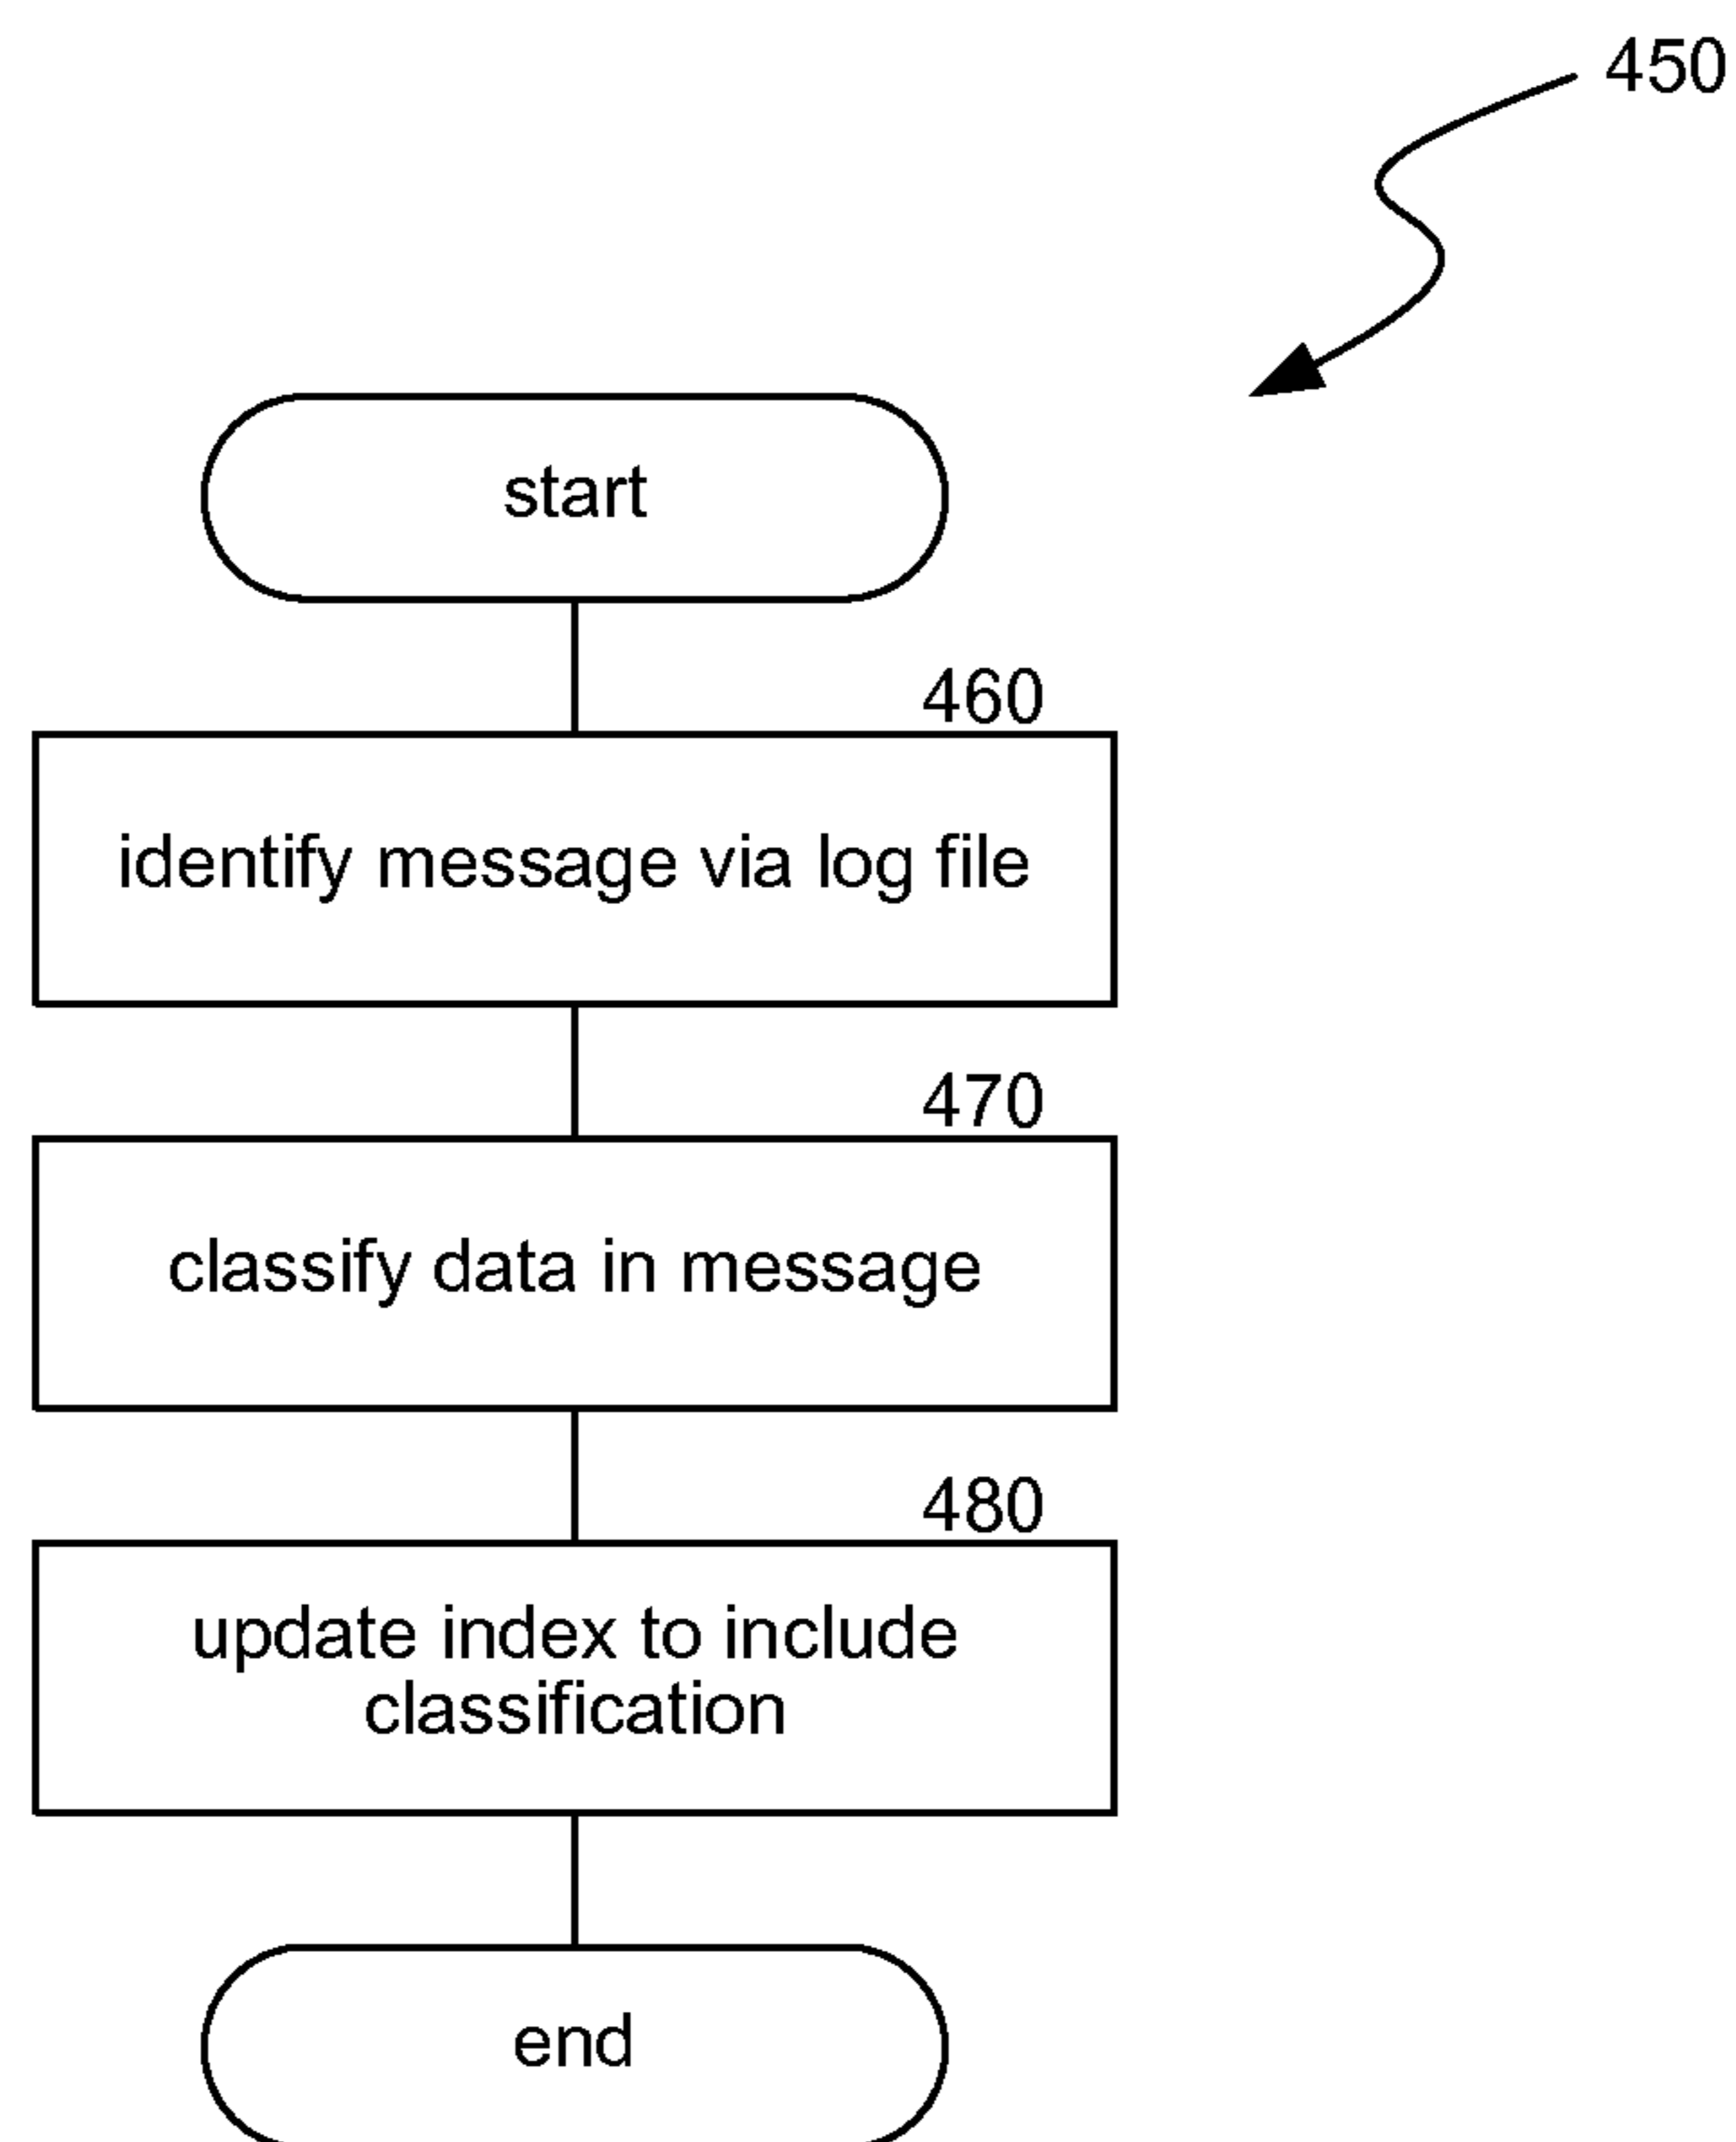 450
start
460
identify message via log file
470
classify data in message
480
update index to include
classification
end